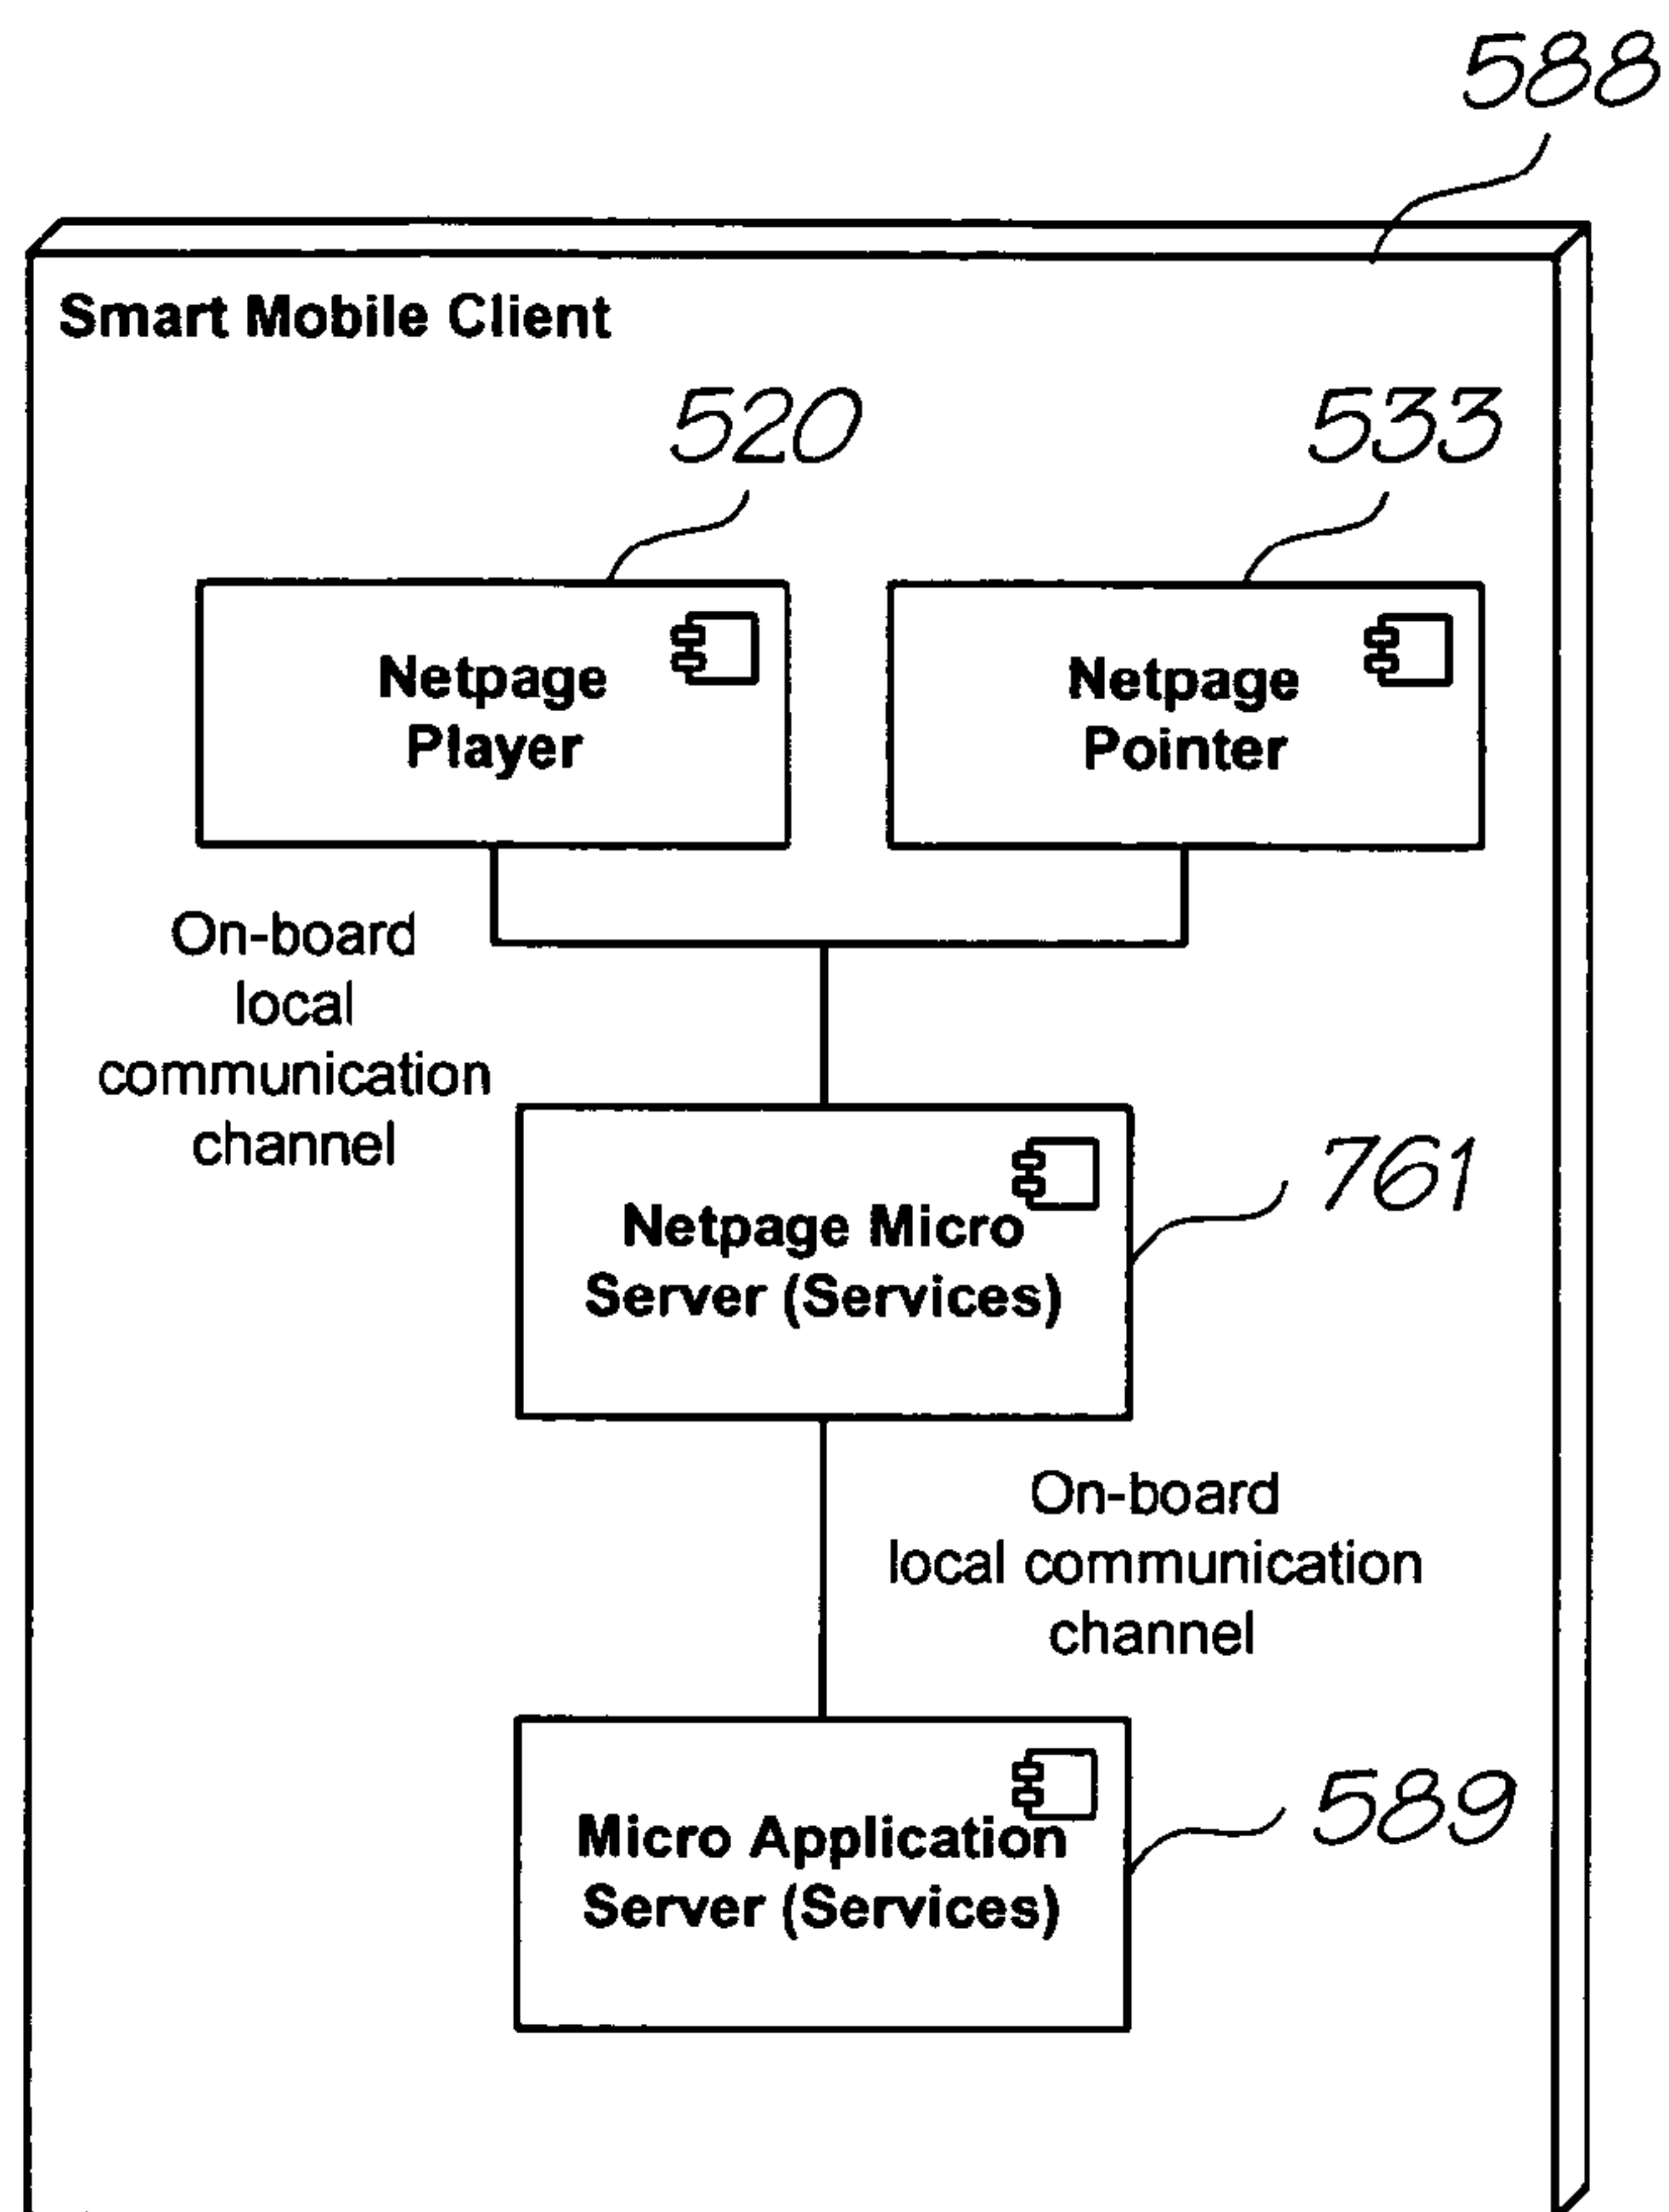 588
Smart Mobile Client
520
533
Netpage
Player
Netpage
Pointer
On-board
local
communication
channel
761
Netpage Micro
Server (Services)
On-board
local communication
channel
589
Micro Application
Server (Services)